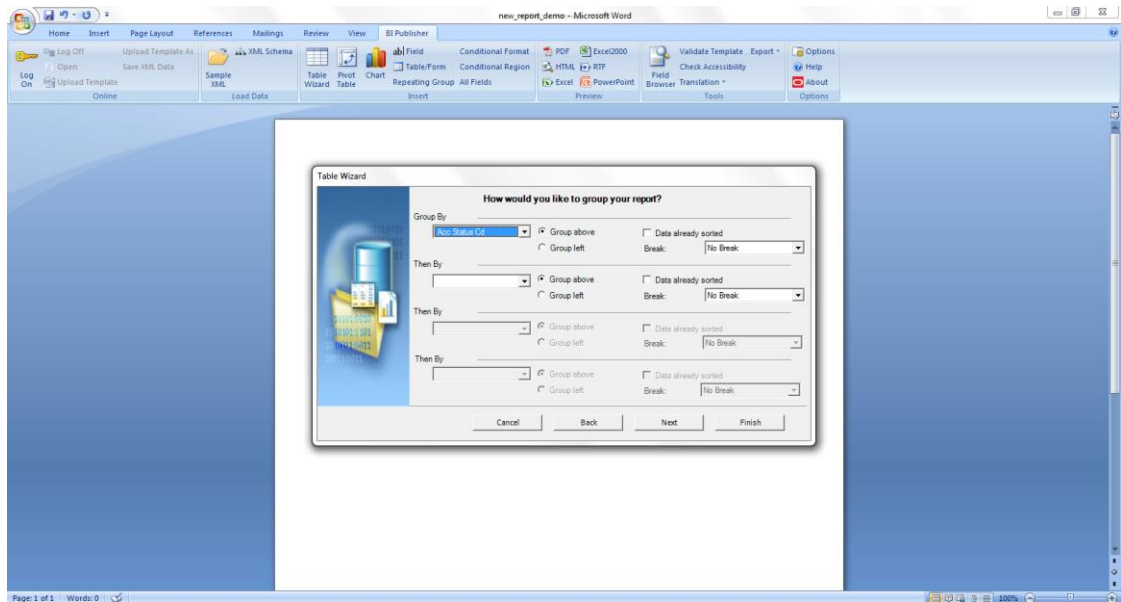 new_report_demo - Microsoft Word
Home Insert Page Layout References Mailings Review View BI Publisher
Log On
Log Off
Open
Upload Template
Upload Template As
Save XML Data
Online
Sample XML
XML Schema
Load Data
Table Wizard
Pivot Table
Chart
ab Field
Table/Form
Repeating Group
Conditional Format
Conditional Region
All Fields
Insert
PDF Excel2000
HTML RTF
Excel PowerPoint
Preview
Field Browser
Validate Template Export
Check Accessibility
Translation
Tools
Options
Help
About
Options
Table Wizard
How would you like to group your report?
Group By
Acc Status Cd
Group above
Group left
Data already sorted
Break: No Break
Then By
Group above
Group left
Data already sorted
Break: No Break
Then By
Group above
Group left
Data already sorted
Break: No Break
Then By
Group above
Group left
Data already sorted
Break: No Break
Cancel Back Next Finish
Page: 1 of 1 Words: 0
100%